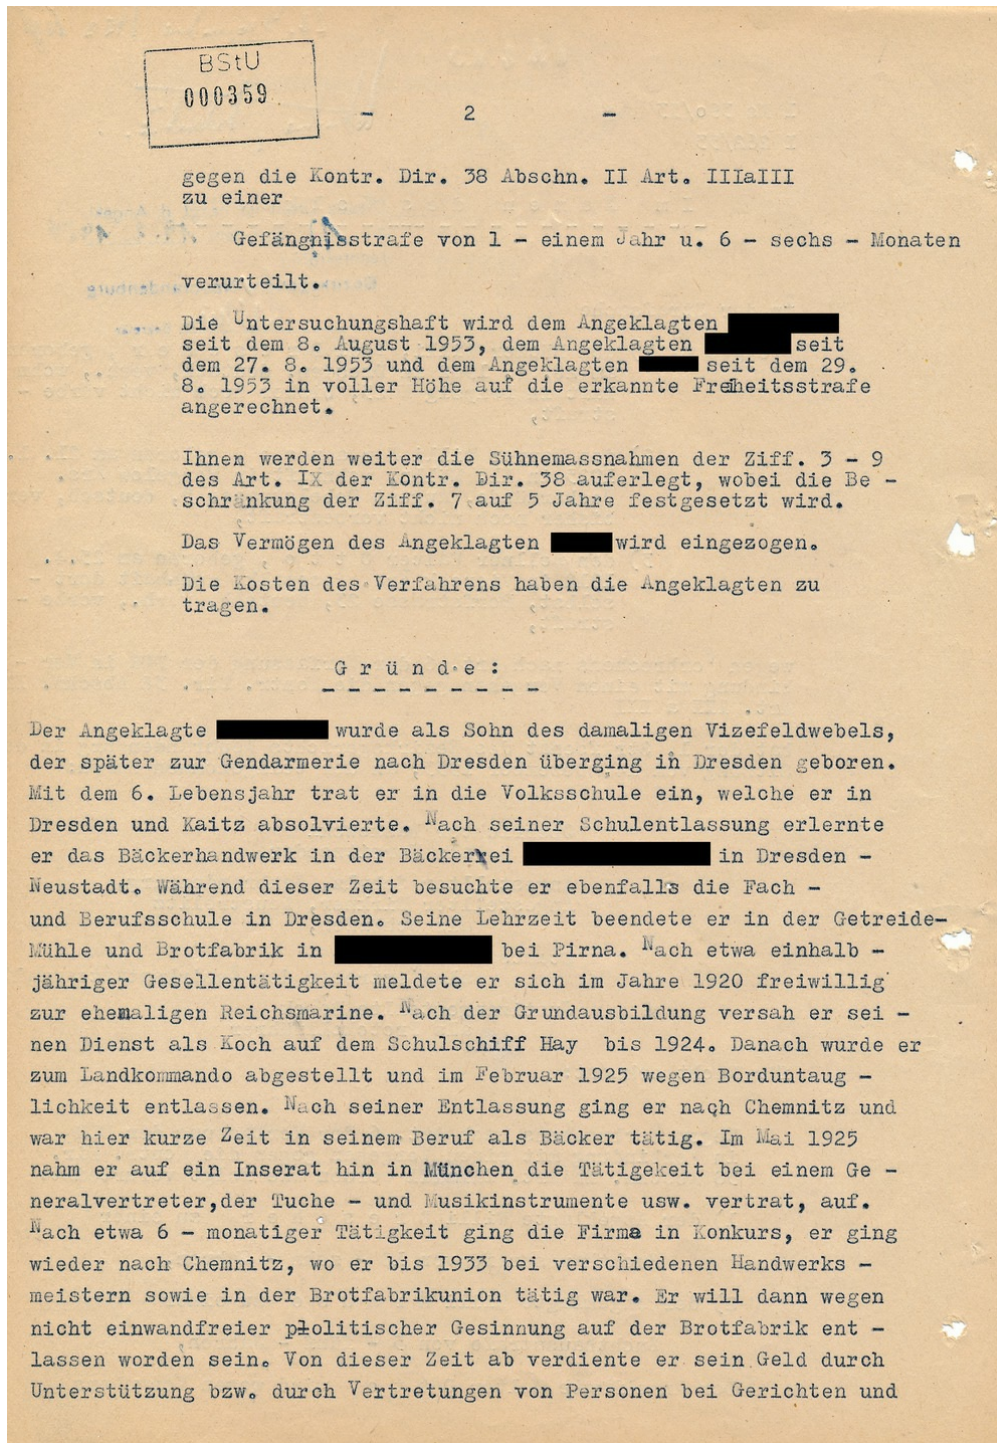 BStU
000359
- 2 -
gegen die Kontr. Dir. 38 Abschn. II Art. IIIaIII
zu einer
Gefängnisstrafe von 1 - einem Jahr u. 6 - sechs - Monaten
verurteilt.
Die Untersuchungshaft wird dem Angeklagten
seit dem 8. August 1953, dem Angeklagten seit
dem 27. 8. 1953 und dem Angeklagten seit dem 29.
8. 1953 in voller Höhe auf die erkannte Freiheitsstrafe
angerechnet.
Ihnen werden weiter die Sühnemassnahmen der Ziff. 3 - 9
des Art. IX der Kontr. Dir. 38 auferlegt, wobei die Be -
schränkung der Ziff. 7 auf 5 Jahre festgesetzt wird.
Das Vermögen des Angeklagten wird eingezogen.
Die Kosten des Verfahrens haben die Angeklagten zu
tragen.
G r ü n d e :
- - - - - - - - -
Der Angeklagte wurde als Sohn des damaligen Vizefeldwebels,
der später zur Gendarmerie nach Dresden überging in Dresden geboren.
Mit dem 6. Lebensjahr trat er in die Volksschule ein, welche er in
Dresden und Kaitz absolvierte. Nach seiner Schulentlassung erlernte
er das Bäckerhandwerk in der Bäckerei in Dresden -
Neustadt. Während dieser Zeit besuchte er ebenfalls die Fach -
und Berufsschule in Dresden. Seine Lehrzeit beendete er in der Getreide-
Mühle und Brotfabrik in bei Pirna. Nach etwa einhalb -
jähriger Gesellentätigkeit meldete er sich im Jahre 1920 freiwillig
zur ehemaligen Reichsmarine. Nach der Grundausbildung versah er sei -
nen Dienst als Koch auf dem Schulschiff Hay bis 1924. Danach wurde er
zum Landkommando abgestellt und im Februar 1925 wegen Borduntaug -
lichkeit entlassen. Nach seiner Entlassung ging er nach Chemnitz und
war hier kurze Zeit in seinem Beruf als Bäcker tätig. Im Mai 1925
nahm er auf ein Inserat hin in München die Tätigekeit bei einem Ge -
neralvertreter,der Tuche - und Musikinstrumente usw. vertrat, auf.
Nach etwa 6 - monatiger Tätigkeit ging die Firma in Konkurs, er ging
wieder nach Chemnitz, wo er bis 1933 bei verschiedenen Handwerks -
meistern sowie in der Brotfabrikunion tätig war. Er will dann wegen
nicht einwandfreier politischer Gesinnung auf der Brotfabrik ent -
lassen worden sein. Von dieser Zeit ab verdiente er sein Geld durch
Unterstützung bzw. durch Vertretungen von Personen bei Gerichten und